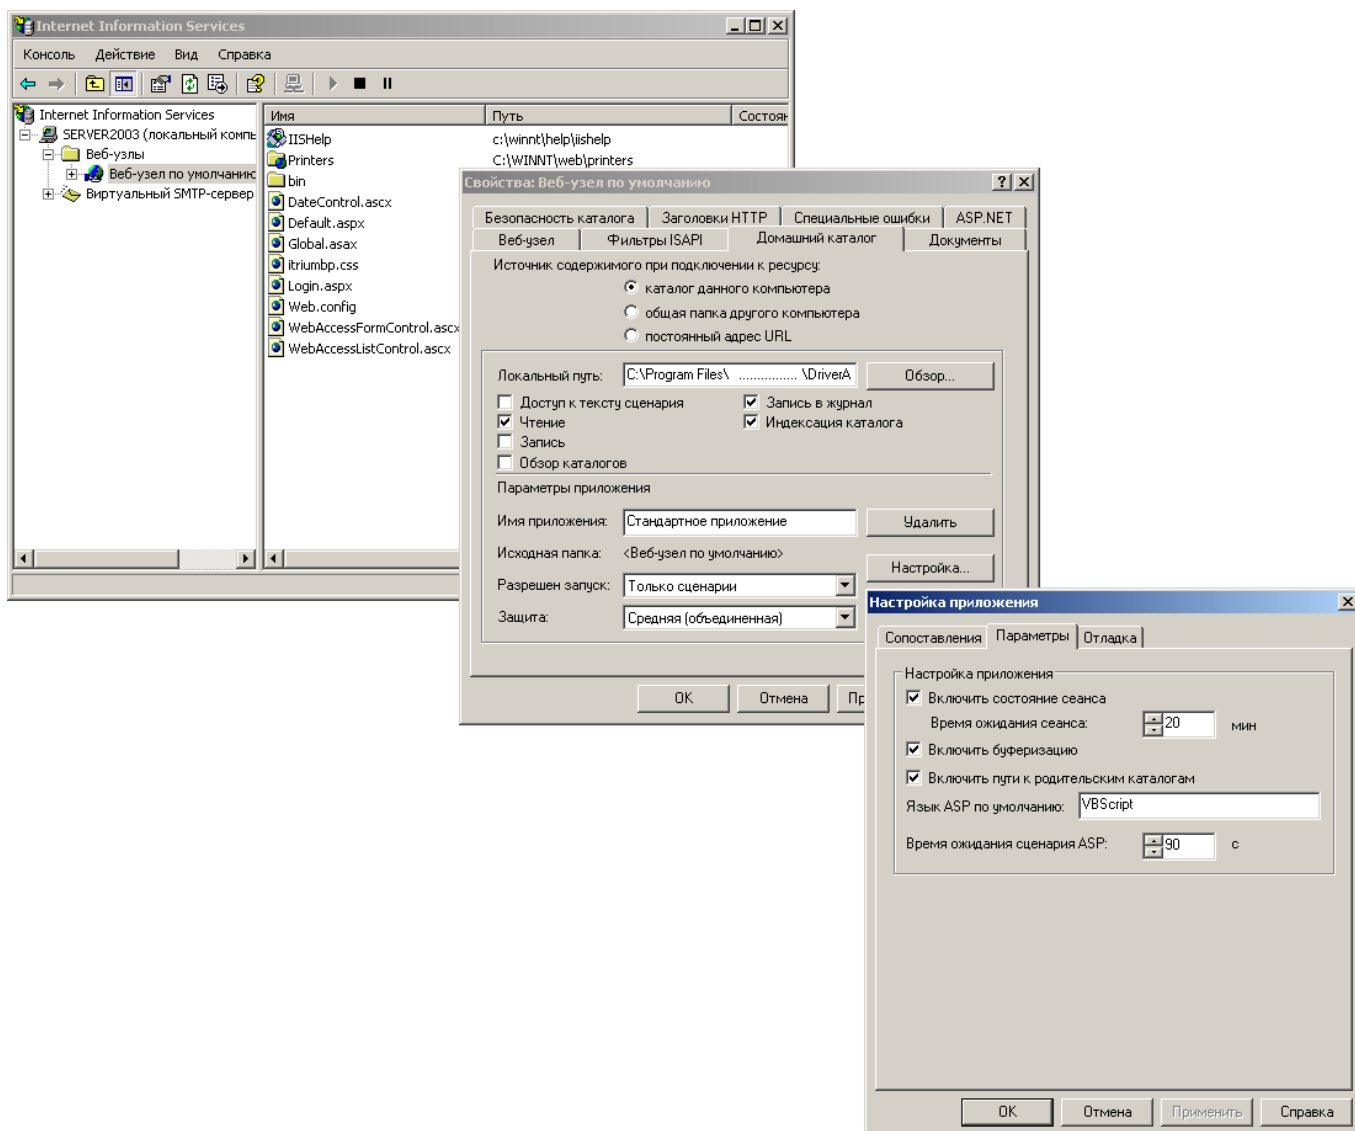 Internet Information Services
Консоль Действие Вид Справка
Internet Information Services
SERVER2003 (локальный компь
Веб-узлы
Веб-узел по умолчанию
Виртуальный SMTP-сервер
Имя Путь Состоян
IISHelp c:\winnt\help\iishelp
Printers C:\WINNT\web\printers
bin
DateControl.ascx
Default.aspx
Global.asax
itriumbp.css
Login.aspx
Web.config
WebAccessFormControl.ascx
WebAccessListControl.ascx
Свойства: Веб-узел по умолчанию
Безопасность каталога Заголовки HTTP Специальные ошибки ASP.NET
Веб-узел Фильтры ISAPI Домашний каталог Документы
Источник содержимого при подключении к ресурсу:
каталог данного компьютера
общая папка другого компьютера
постоянный адрес URL
Локальный путь: C:\Program Files\ ............... \DriverA Обзор...
Доступ к тексту сценария Запись в журнал
Чтение Индексация каталога
Запись
Обзор каталогов
Параметры приложения
Имя приложения: Стандартное приложение Удалить
Исходная папка: <Веб-узел по умолчанию>
Настройка...
Разрешен запуск: Только сценарии
Защита: Средняя (объединенная)
OK Отмена Пр
Настройка приложения
Сопоставления Параметры Отладка
Настройка приложения
Включить состояние сеанса
Время ожидания сеанса: 20 мин
Включить буферизацию
Включить пути к родительским каталогам
Язык ASP по умолчанию: VBScript
Время ожидания сценария ASP: 90 с
OK Отмена Применить Справка